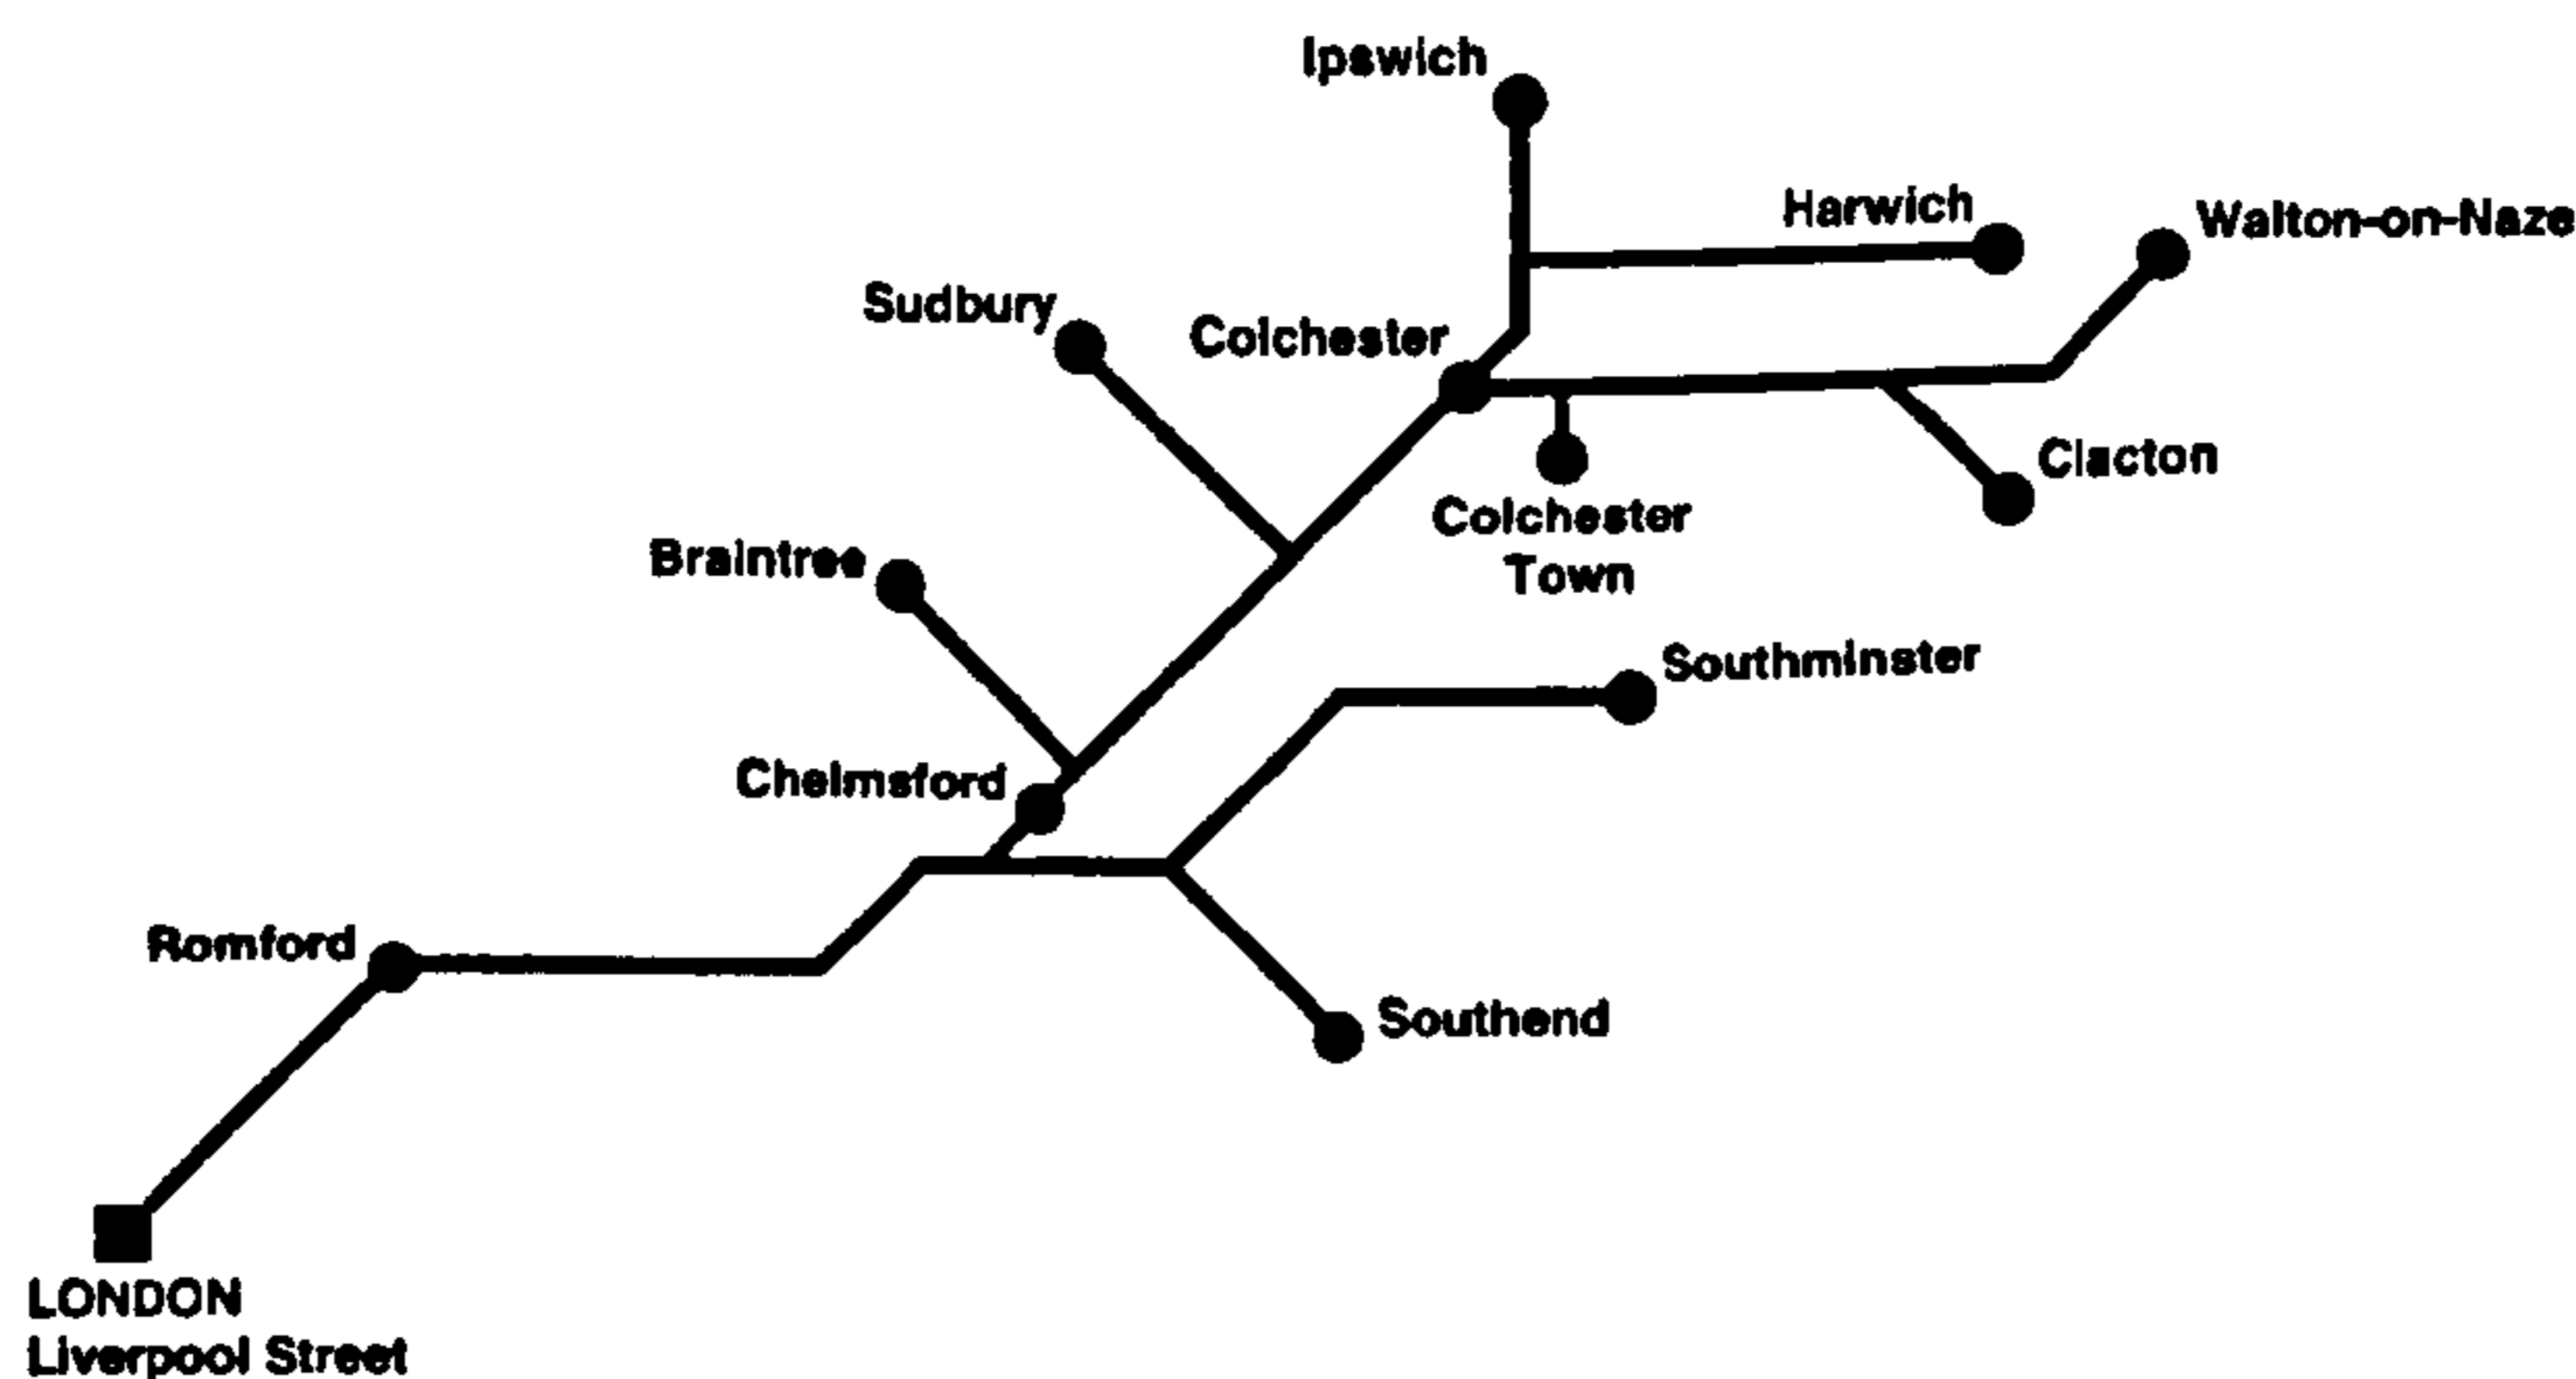 Ipswich
Harwich
Walton-on-Naze
Sudbury
Colchester
Clacton
Colchester
Town
Braintree
Southminster
Chelmsford
Romford
Southend
LONDON
Liverpool Street